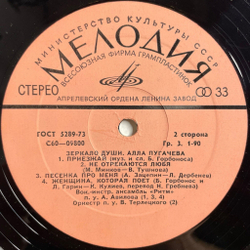 МИНИСТЕРСТВО КУЛЬТУРЫ СССР
МЕЛОДИЯ
ВСЕСОЮЗНАЯ ФИРМА ГРАМПЛАСТИНОК
СТЕРЕО 33
АПРЕЛЕВСКИЙ ОРДЕНА ЛЕНИНА ЗАВОД
ГОСТ 5289-73 2 сторона
С60—09800 Гр. 3. 1-90
ЗЕРКАЛО ДУШИ. АЛЛА ПУГАЧЕВА
1. ПРИЕЗЖАЙ (муз. и сл. Б. Горбоноса)
2. НЕ ОТРЕКАЮТСЯ ЛЮБЯ
(М. Минков — В. Тушнова)
3. ПЕСЕНКА ПРО МЕНЯ (А. Зацепин — Л. Дербенев)
4. ЖЕНЩИНА, КОТОРАЯ ПОЕТ (Б. Горбонос и
Л. Гарин — К. Кулиев, перевод Н. Гребнева)
Вок.-инстр. ансамбль «Ритм»
п. у. А. Авилова (1, 3, 4)
Оркестр п. у. В. Терлецкого (2)